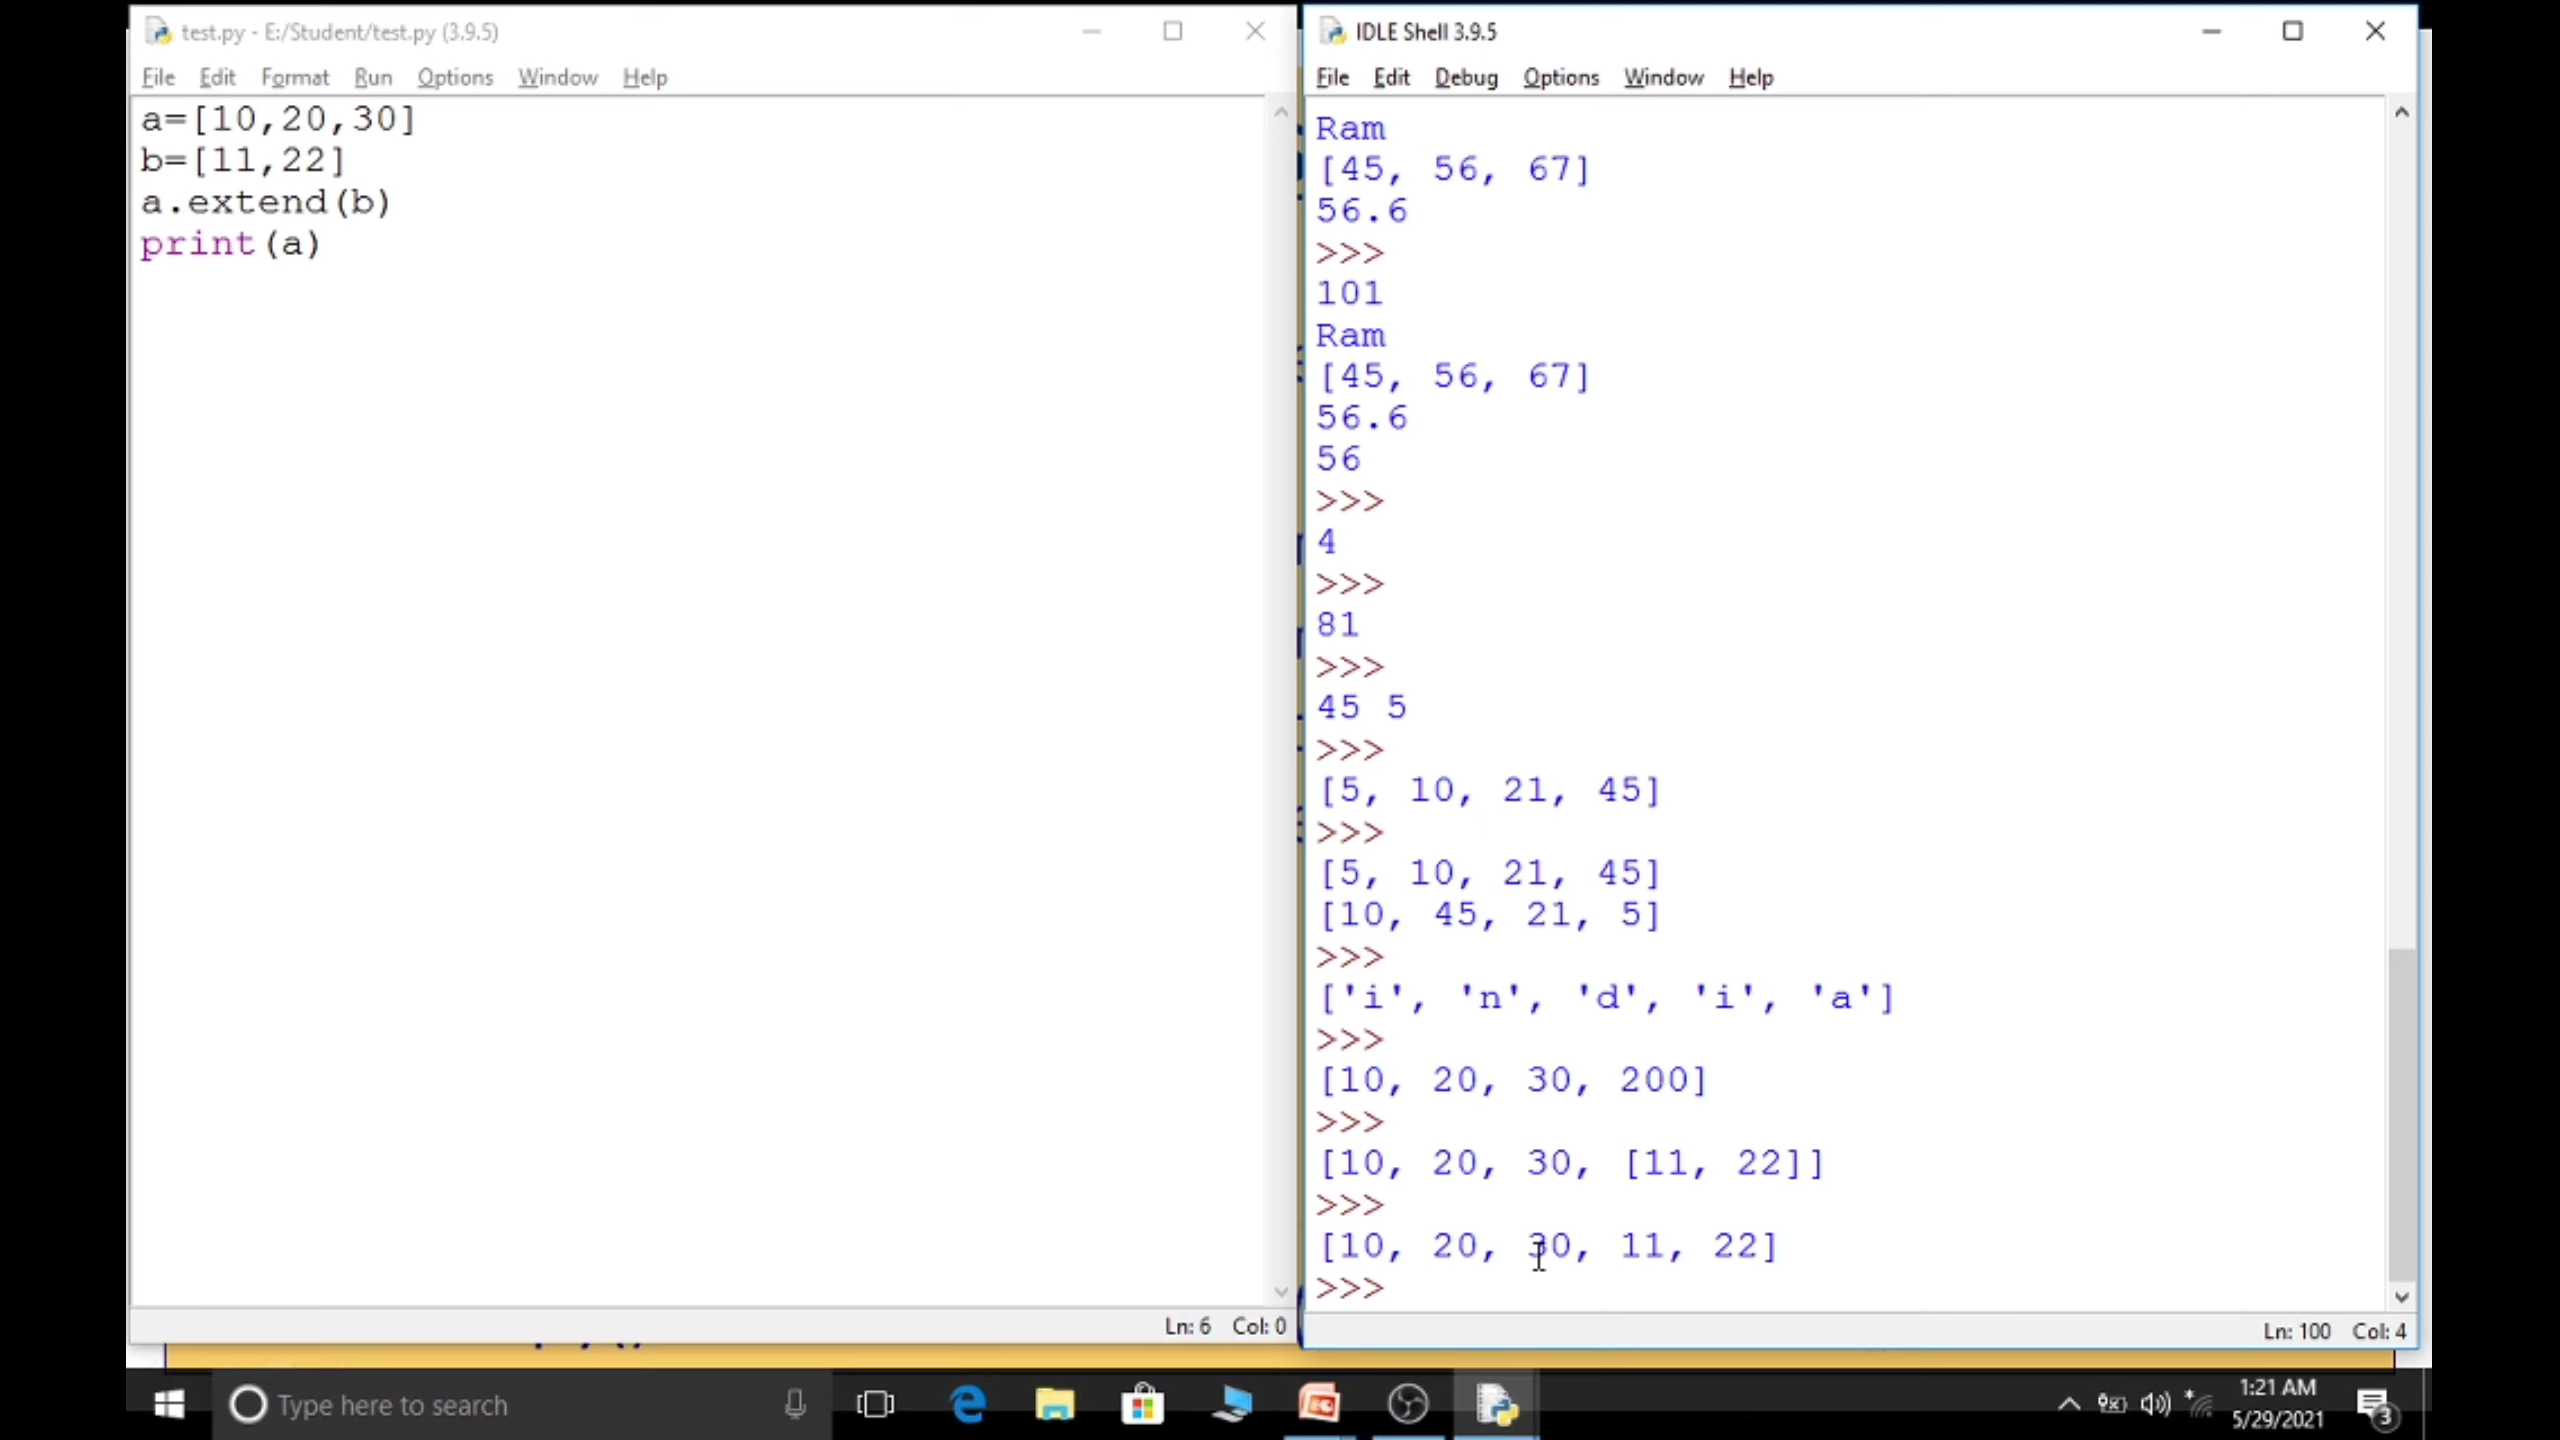 test.py - E:/Student/test.py (3.9.5)
File Edit Format Run Options Window Help
a=[10,20,30]
b=[11,22]
a.extend(b)
print(a)
Ln: 6 Col: 0
IDLE Shell 3.9.5
File Edit Debug Options Window Help
Ram
[45, 56, 67]
56.6
>>>
101
Ram
[45, 56, 67]
56.6
56
>>>
4
>>>
81
>>>
45 5
>>>
[5, 10, 21, 45]
>>>
[5, 10, 21, 45]
[10, 45, 21, 5]
>>>
['i', 'n', 'd', 'i', 'a']
>>>
[10, 20, 30, 200]
>>>
[10, 20, 30, [11, 22]]
>>>
[10, 20, 30, 11, 22]
>>>
Ln: 100 Col: 4
Type here to search
1:21 AM
5/29/2021
3